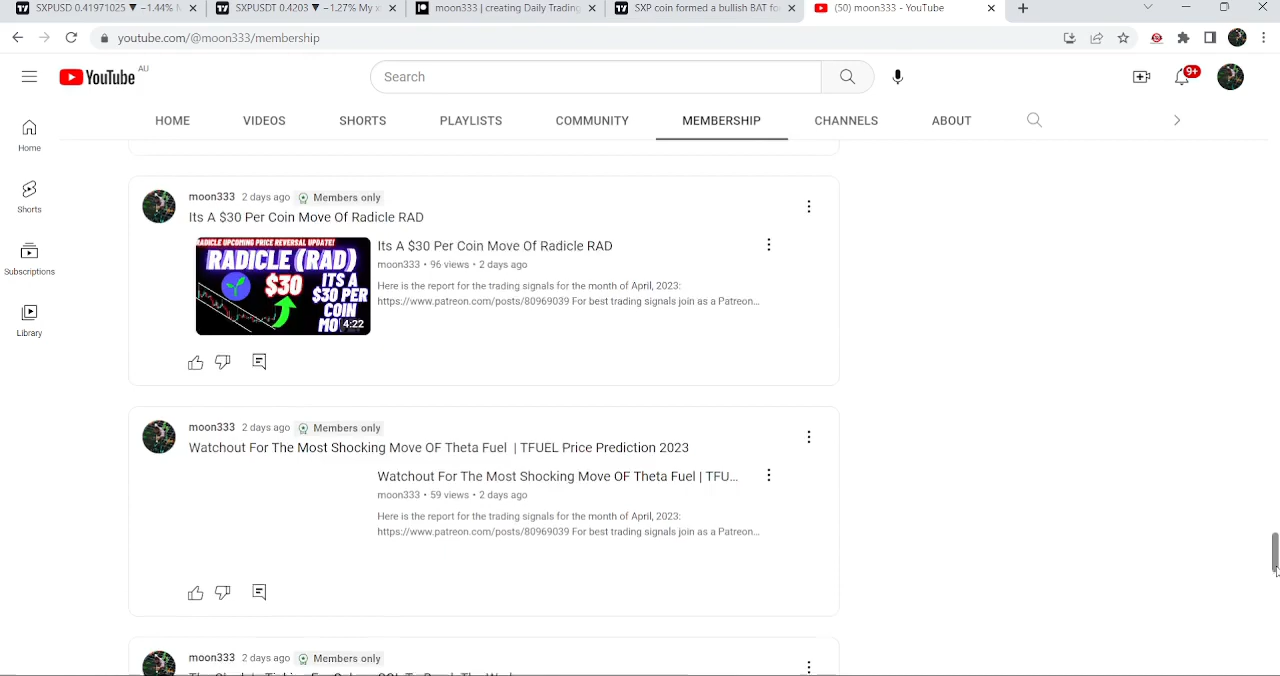 SXPUSD 0.41971025 ▼ −1.44%
SXPUSDT 0.4203 ▼ −1.27% My
moon333 | creating Daily Trading
SXP coin formed a bullish BAT fo
(50) moon333 - YouTube
youtube.com/@moon333/membership
YouTube AU
Search
9+
HOME
VIDEOS
SHORTS
PLAYLISTS
COMMUNITY
MEMBERSHIP
CHANNELS
ABOUT
Home
Shorts
Subscriptions
Library
moon333 2 days ago Members only
Its A $30 Per Coin Move Of Radicle RAD
RADICLE UPCOMING PRICE REVERSAL UPDATE!
RADICLE (RAD)
$30
ITS A
$30 PER
COIN
4:22
Its A $30 Per Coin Move Of Radicle RAD
moon333 • 96 views • 2 days ago
Here is the report for the trading signals for the month of April, 2023:
https://www.patreon.com/posts/80969039 For best trading signals join as a Patreon...
moon333 2 days ago Members only
Watchout For The Most Shocking Move OF Theta Fuel | TFUEL Price Prediction 2023
Watchout For The Most Shocking Move OF Theta Fuel | TFU...
moon333 • 59 views • 2 days ago
Here is the report for the trading signals for the month of April, 2023:
https://www.patreon.com/posts/80969039 For best trading signals join as a Patreon...
moon333 2 days ago Members only